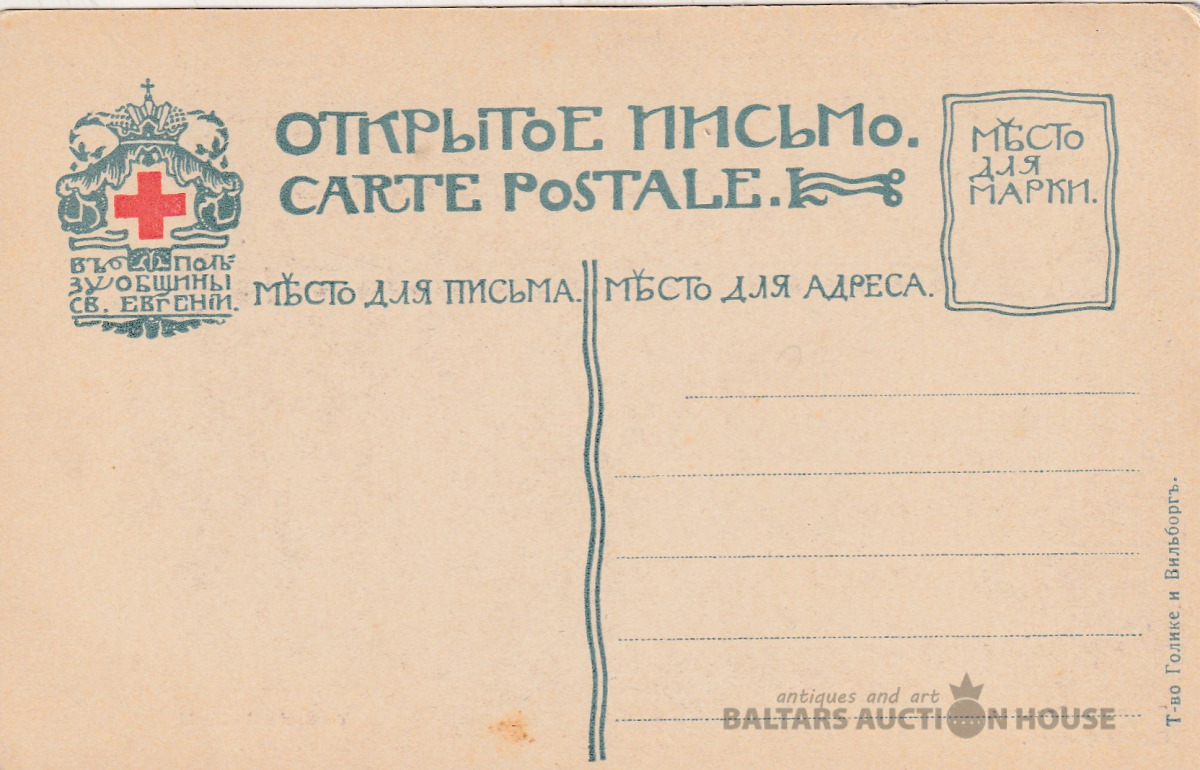 ОТКРЫТОЕ ПИСЬМО.
CARTE POSTALE.
МѢСТО
ДЛЯ
МАРКИ.
ВЪ ПОЛЬ-
ЗУ ОБЩИНЫ
СВ. ЕВГЕНІИ.
МѢСТО ДЛЯ ПИСЬМА.
МѢСТО ДЛЯ АДРЕСА.
Т-во Голике и Вильборгъ.
antiques and art
BALTARS AUCTION HOUSE